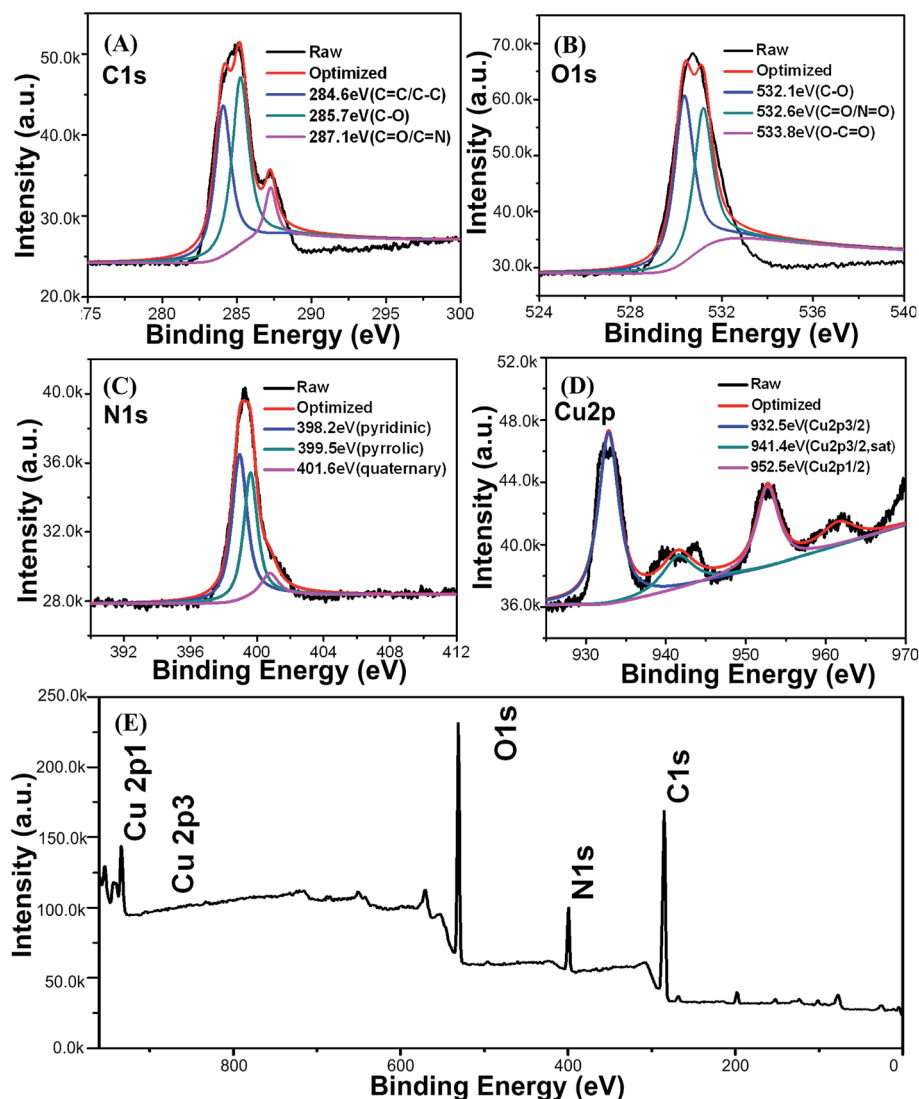 (A)
C1s
Raw
Optimized
284.6eV(C=C/C-C)
285.7eV(C-O)
287.1eV(C=O/C=N)
50.0k
40.0k
30.0k
20.0k
275 280 285 290 295 300
Intensity (a.u.)
Binding Energy (eV)
(B)
O1s
Raw
Optimized
532.1eV(C-O)
532.6eV(C=O/N=O)
533.8eV(O-C=O)
70.0k
60.0k
50.0k
40.0k
30.0k
524 528 532 536 540
Intensity (a.u.)
Binding Energy (eV)
(C)
N1s
Raw
Optimized
398.2eV(pyridinic)
399.5eV(pyrrolic)
401.6eV(quaternary)
40.0k
36.0k
32.0k
28.0k
392 396 400 404 408 412
Intensity (a.u.)
Binding Energy (eV)
(D)
Cu2p
Raw
Optimized
932.5eV(Cu2p3/2)
941.4eV(Cu2p3/2,sat)
952.5eV(Cu2p1/2)
52.0k
48.0k
44.0k
40.0k
36.0k
930 940 950 960 970
Intensity (a.u.)
Binding Energy (eV)
(E)
Cu 2p1
Cu 2p3
O1s
N1s
C1s
250.0k
200.0k
150.0k
100.0k
50.0k
0.0k
800 600 400 200 0
Intensity (a.u.)
Binding Energy (eV)